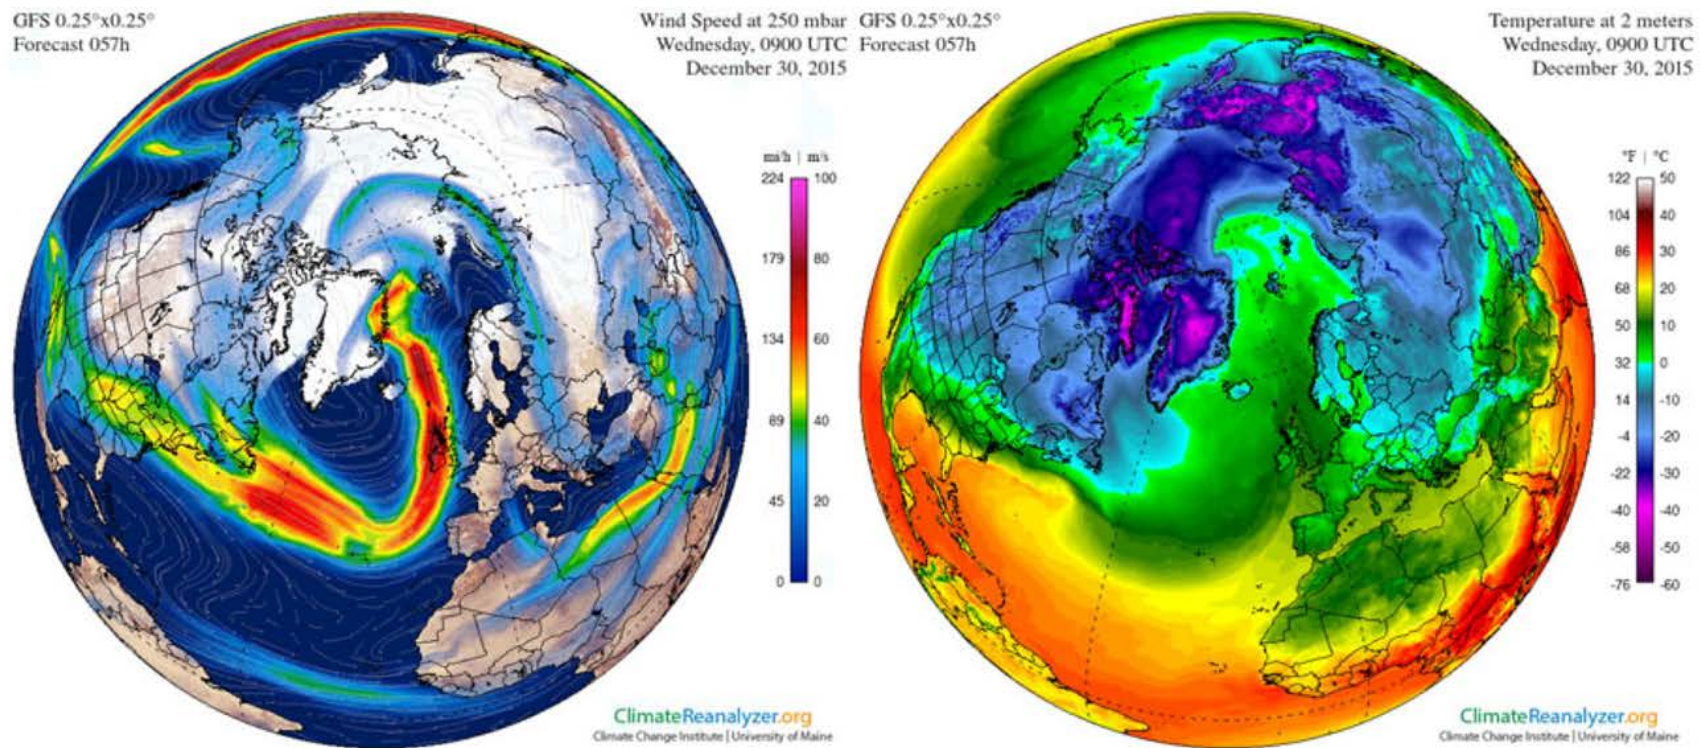 GFS 0.25°x0.25°
Forecast 057h
Wind Speed at 250 mbar
Wednesday, 0900 UTC
December 30, 2015
mi/h | m/s
224 100
179 80
134 60
69 40
45 20
0 0
ClimateReanalyzer.org
Climate Change Institute | University of Maine
GFS 0.25°x0.25°
Forecast 057h
Temperature at 2 meters
Wednesday, 0900 UTC
December 30, 2015
°F | °C
122 50
104 40
86 30
68 20
50 10
32 0
14 -10
-4 -20
-22 -30
-40 -40
-58 -50
-76 -60
ClimateReanalyzer.org
Climate Change Institute | University of Maine